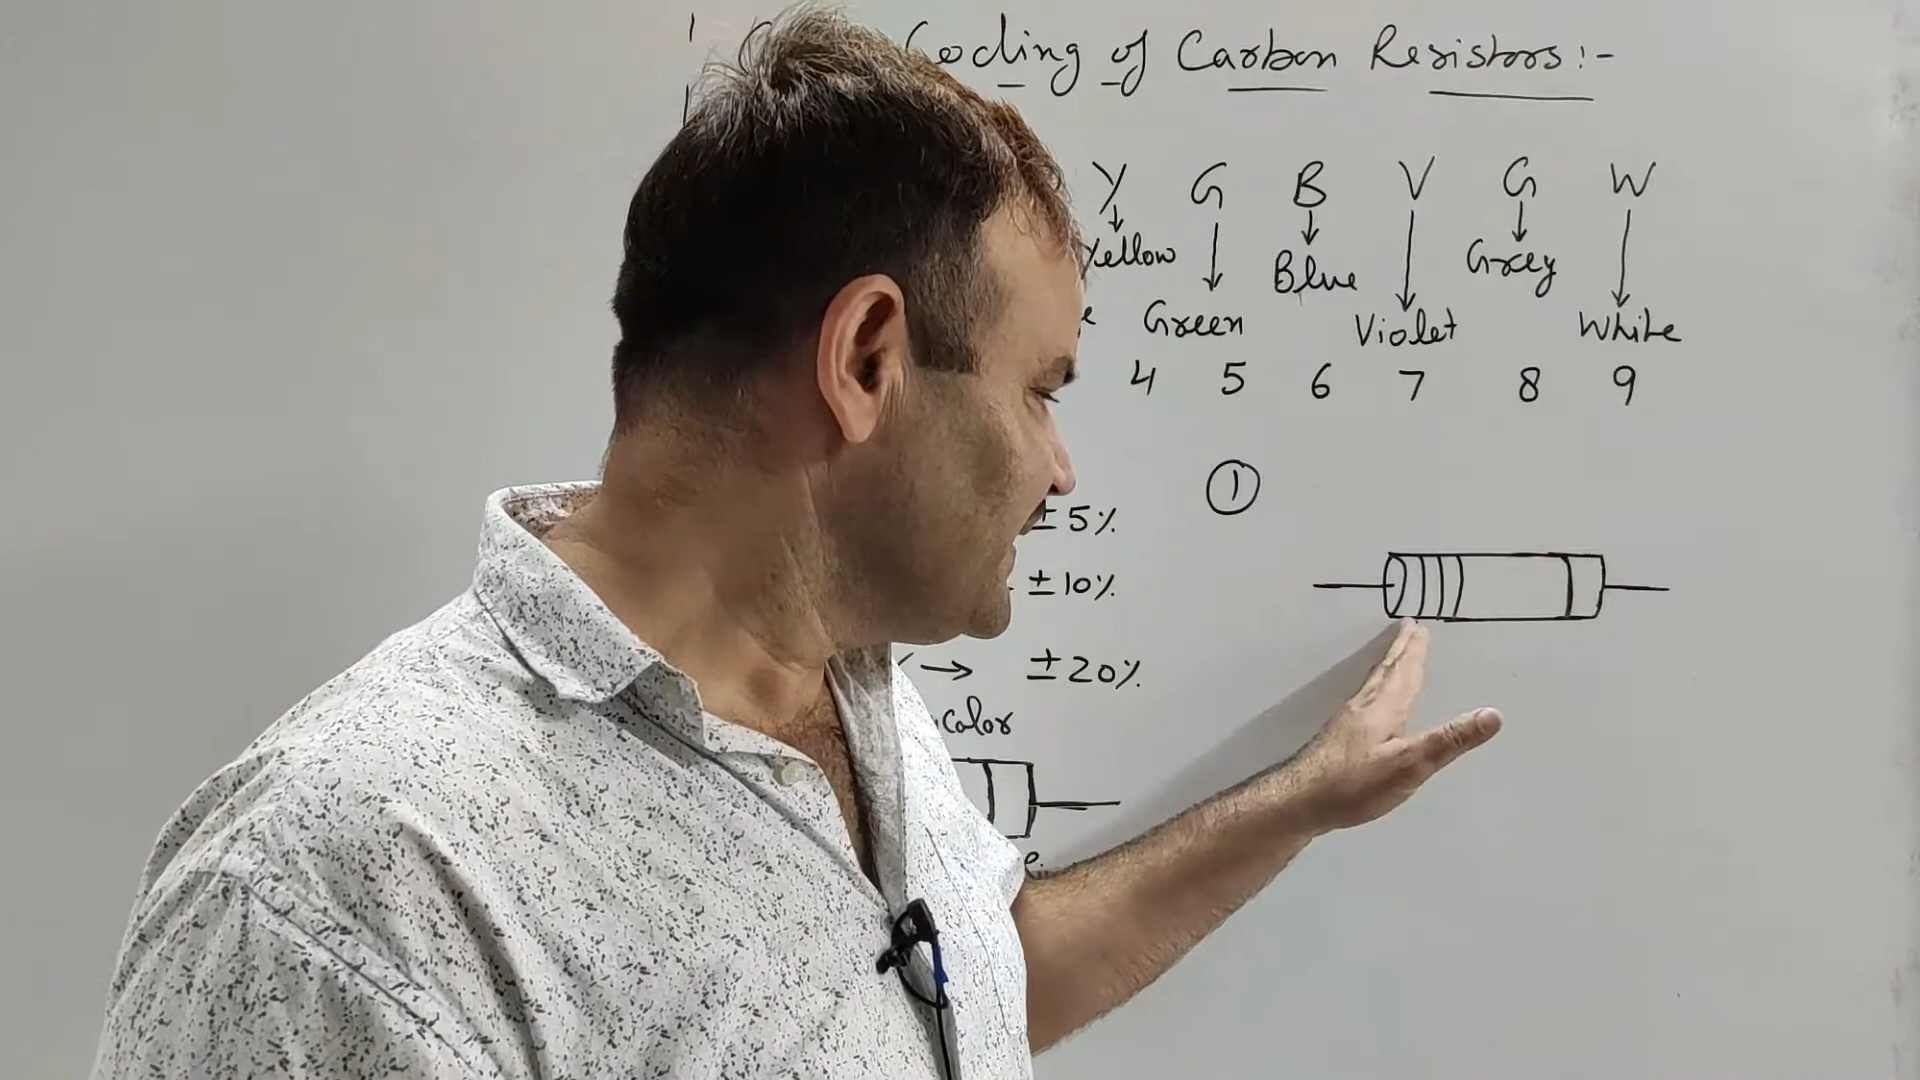 Coding of Carbon Resistors :-
Y G B V G W
Yellow Blue Grey
Green Violet White
4 5 6 7 8 9
①
± 5%
± 10%
→ ± 20%
color